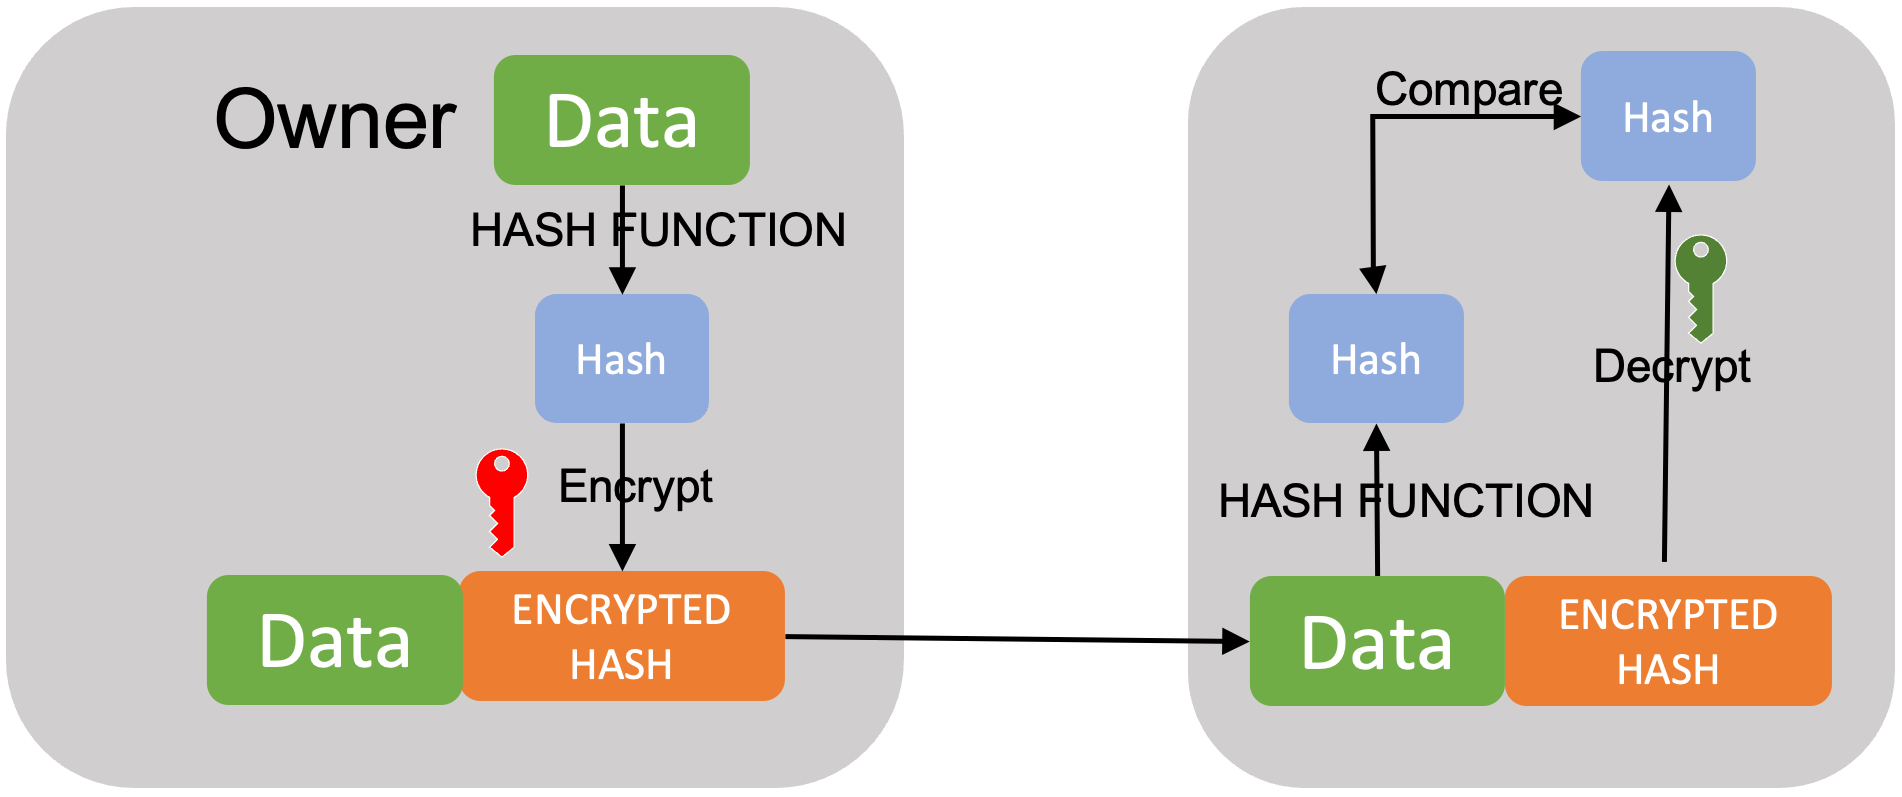 Owner
Data
HASH FUNCTION
Hash
Encrypt
Data
ENCRYPTED
HASH
Compare
Hash
Hash
Decrypt
HASH FUNCTION
Data
ENCRYPTED
HASH